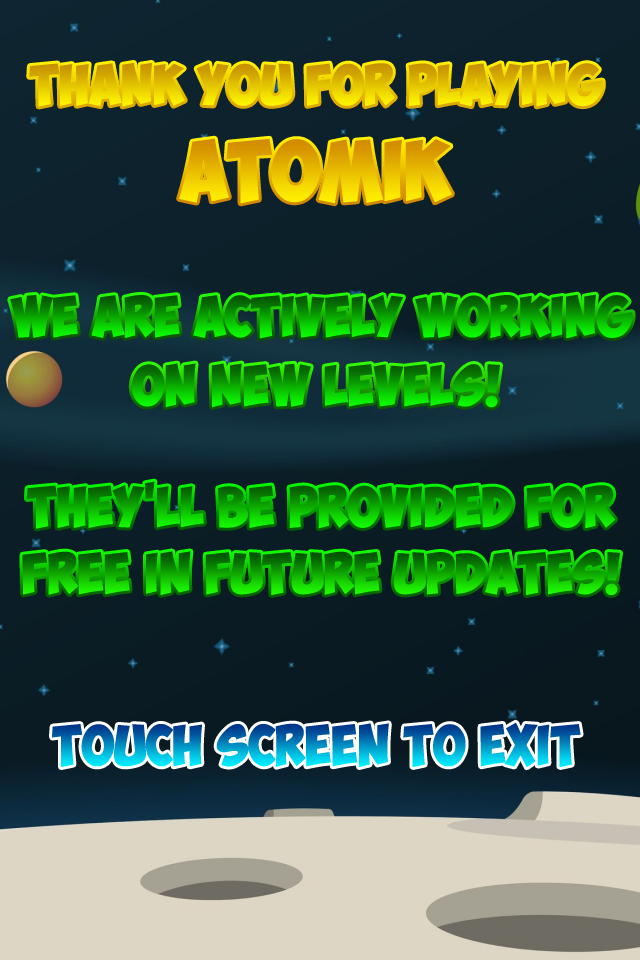 THANK YOU FOR PLAYING
ATOMIK
WE ARE ACTIVELY WORKING
ON NEW LEVELS!
THEY'LL BE PROVIDED FOR
FREE IN FUTURE UPDATES!
TOUCH SCREEN TO EXIT